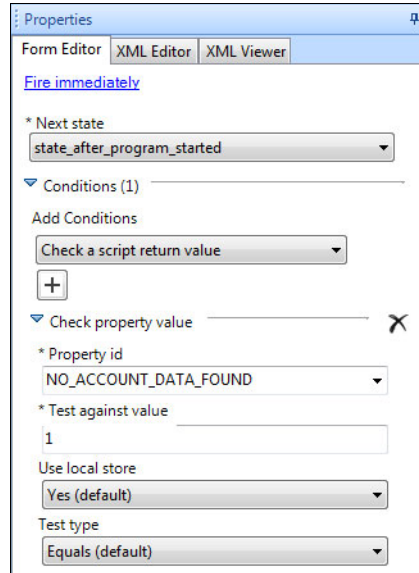 Properties
Form Editor XML Editor XML Viewer
Fire immediately
* Next state
state_after_program_started
Conditions (1)
Add Conditions
Check a script return value
+
Check property value
* Property id
NO_ACCOUNT_DATA_FOUND
* Test against value
1
Use local store
Yes (default)
Test type
Equals (default)